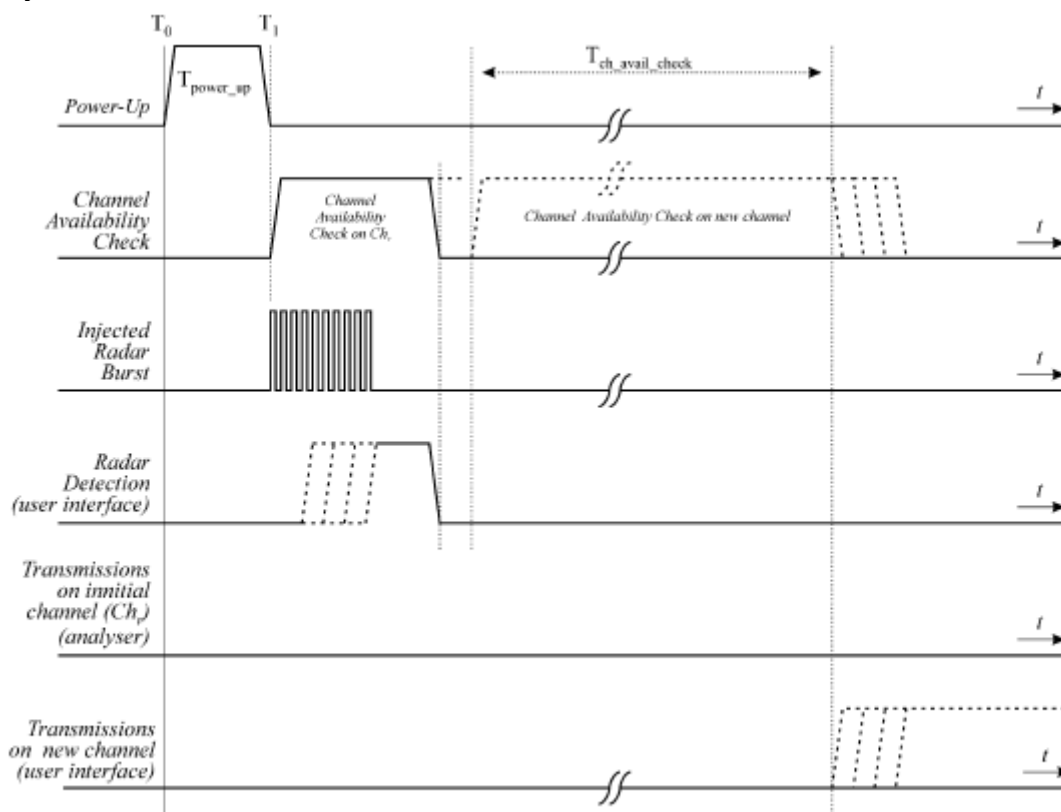 T0 T1
Tch_avail_check
Tpower_up
t
Power-Up
Channel
Availability
Check
Channel
Availability
Check on Chr
Channel Availability Check on new channel
t
Injected
Radar
Burst
t
Radar
Detection
(user interface)
t
Transmissions
on innitial
channel (Chr)
(analyser)
t
Transmissions
on new channel
(user interface)
t